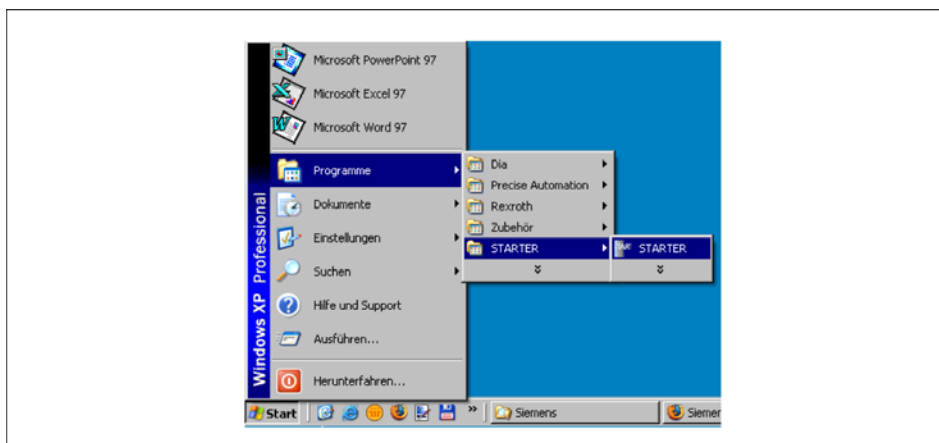 Microsoft PowerPoint 97
Microsoft Excel 97
Microsoft Word 97
Programme
Dokumente
Einstellungen
Suchen
Hilfe und Support
Ausführen...
Herunterfahren...
Windows XP Professional
Dia
Precise Automation
Rexroth
Zubehör
STARTER
STARTER
Start
Siemens